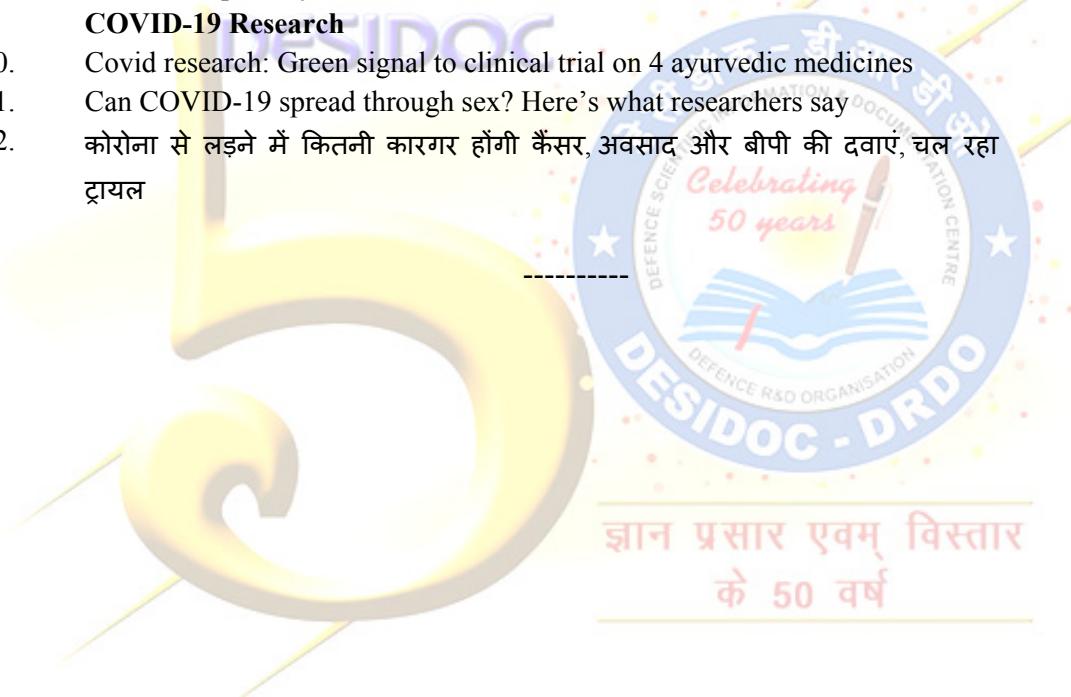 DESIDOC
COVID-19 Research
0. Covid research: Green signal to clinical trial on 4 ayurvedic medicines
1. Can COVID-19 spread through sex? Here’s what researchers say
2. कोरोना से लड़ने में कितनी कारगर होंगी कैंसर, अवसाद और बीपी की दवाएं, चल रहा
ट्रायल
----------
डी आर डी ओ
DEFENCE SCIENTIFIC INFORMATION & DOCUMENTATION CENTRE
Celebrating
50 years
DEFENCE R&D ORGANISATION
DESIDOC - DRDO
ज्ञान प्रसार एवम् विस्तार
के 50 वर्ष